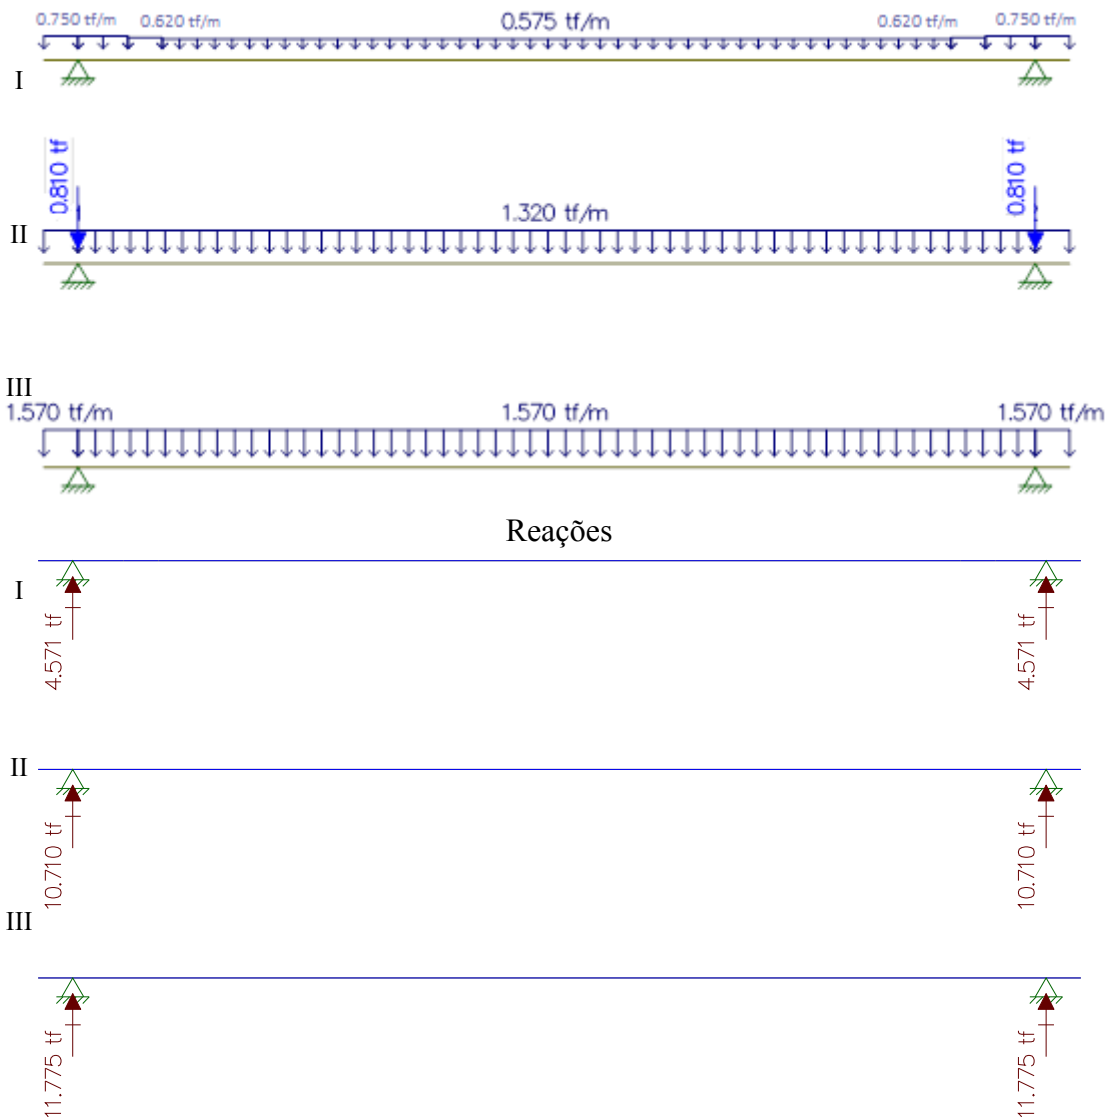 0.750 tf/m 0.620 tf/m 0.575 tf/m 0.620 tf/m 0.750 tf/m
I
0.810 tf 0.810 tf
1.320 tf/m
II
III
1.570 tf/m 1.570 tf/m 1.570 tf/m
Reações
I
4.571 tf 4.571 tf
II
10.710 tf 10.710 tf
III
11.775 tf 11.775 tf